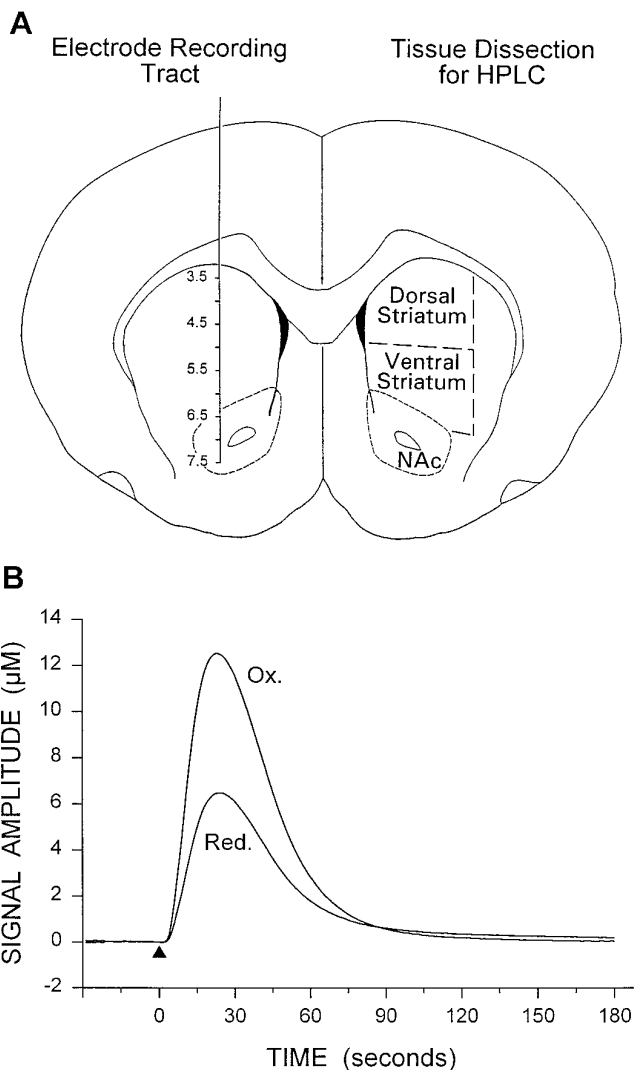 A
Electrode Recording
Tract
Tissue Dissection
for HPLC
3.5
4.5
5.5
6.5
7.5
Dorsal
Striatum
Ventral
Striatum
NAc
B
SIGNAL AMPLITUDE (µM)
14
12
10
8
6
4
2
0
-2
Ox.
Red.
0 30 60 90 120 150 180
TIME (seconds)